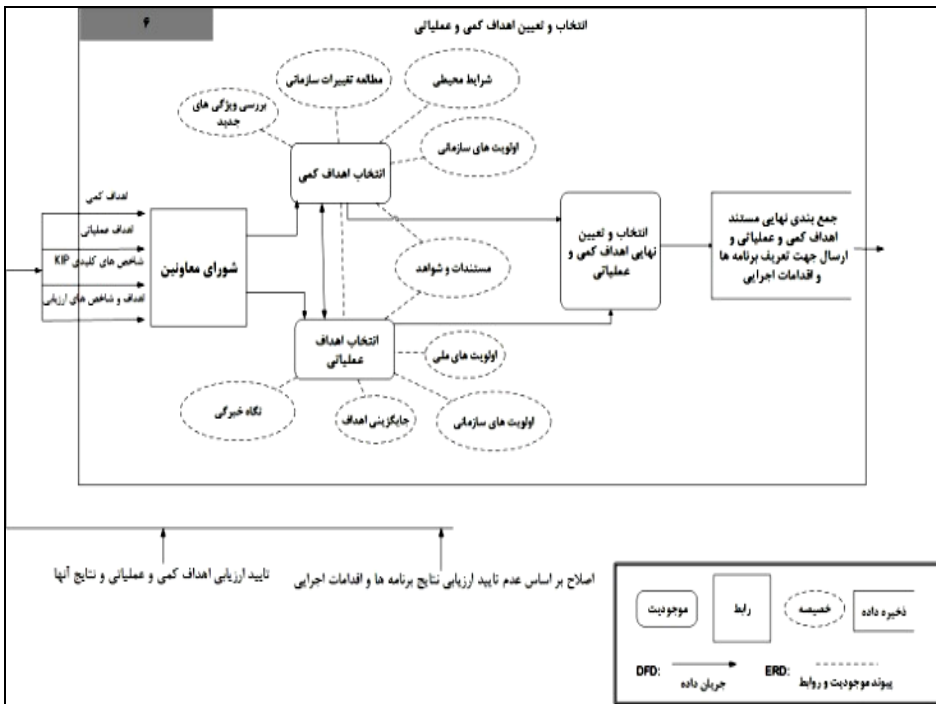 ۶
انتخاب و تعیین اهداف کمی و عملیاتی
مطالعه تغییرات سازمانی
شرایط محیطی
بررسی ویژگی های
جدید
اولویت های سازمانی
انتخاب اهداف کمی
اهداف کمی
اهداف عملیاتی
شاخص های کلیدی KIP
اهداف و شاخص های ارزیابی
شورای معاونین
مستندات و شواهد
انتخاب و تعیین
نهایی اهداف کمی و
عملیاتی
جمع بندی نهایی مستند
اهداف کمی و عملیاتی و
ارسال جهت تعریف برنامه ها
و اقدامات اجرایی
انتخاب اهداف
عملیاتی
اولویت های ملی
نگاه خبرگی
جایگزینی اهداف
اولویت های سازمانی
تایید ارزیابی اهداف کمی و عملیاتی و نتایج آنها
اصلاح بر اساس عدم تایید ارزیابی نتایج برنامه ها و اقدامات اجرایی
موجودیت
رابط
خصیصه
ذخیره داده
DFD:
جریان داده
ERD:
پیوند موجودیت و روابط